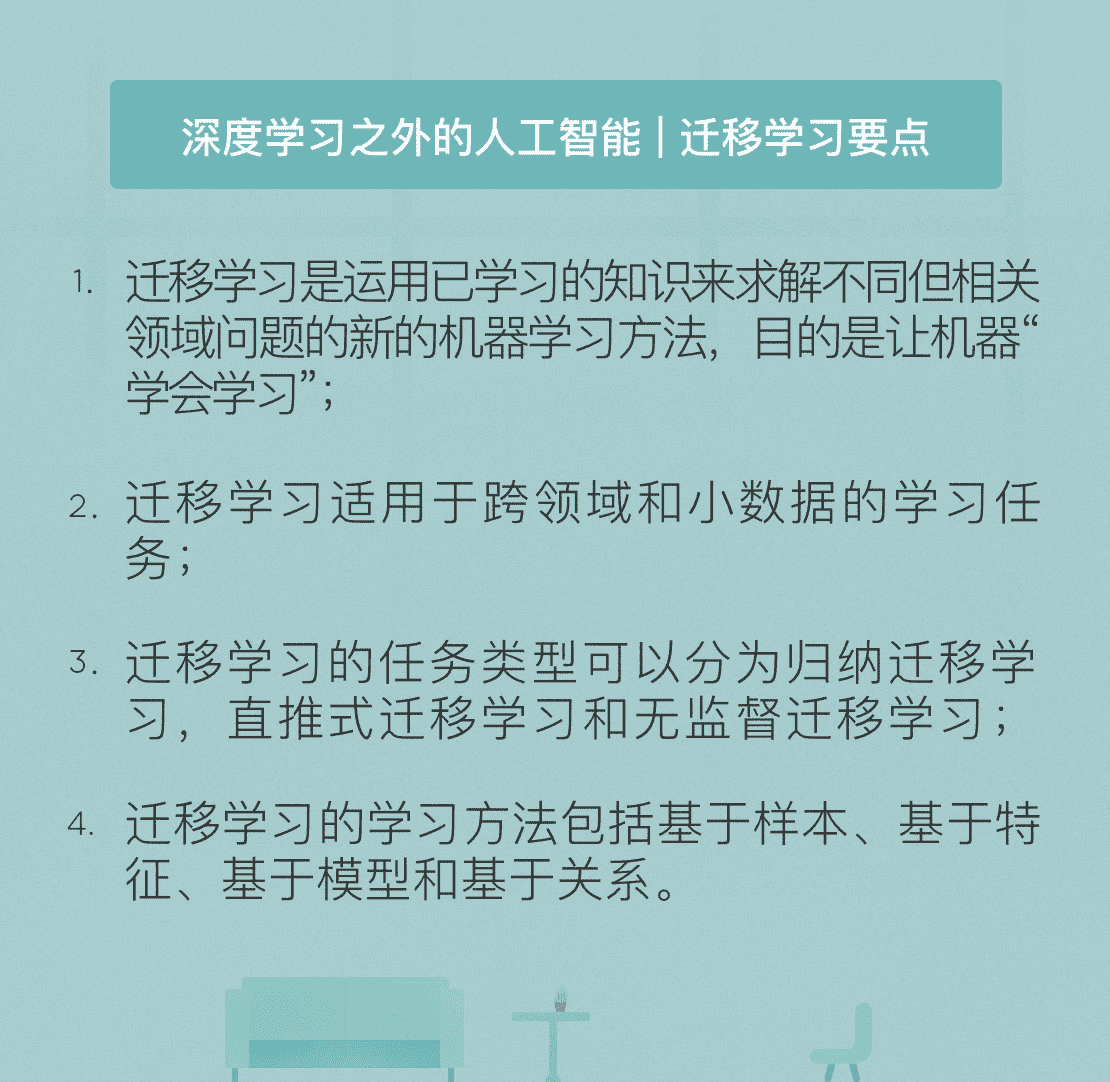 深度学习之外的人工智能 | 迁移学习要点
1. 迁移学习是运用已学习的知识来求解不同但相关
领域问题的新的机器学习方法，目的是让机器“
学会学习”；
2. 迁移学习适用于跨领域和小数据的学习任
务；
3. 迁移学习的任务类型可以分为归纳迁移学
习，直推式迁移学习和无监督迁移学习；
4. 迁移学习的学习方法包括基于样本、基于特
征、基于模型和基于关系。